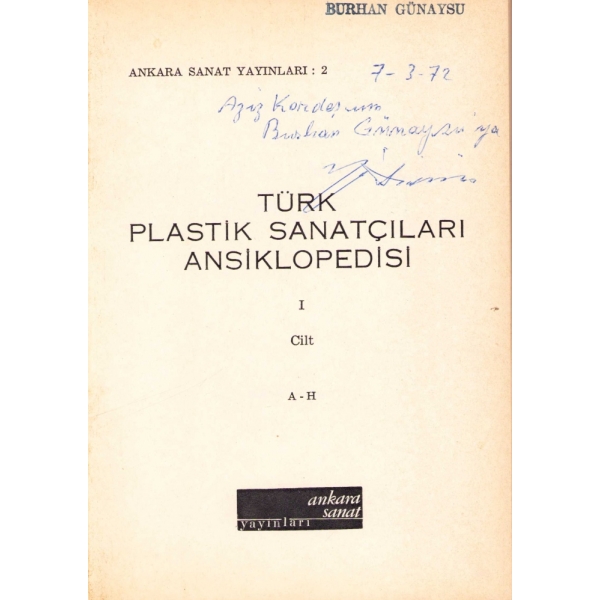 BURHAN GÜNAYSU
ANKARA SANAT YAYINLARI : 2
7-3-72
Aziz Kardeşim
Burhan Günaysu'ya
TÜRK
PLASTİK SANATÇILARI
ANSİKLOPEDİSİ
I
Cilt
A - H
ankara
sanat
yayınları